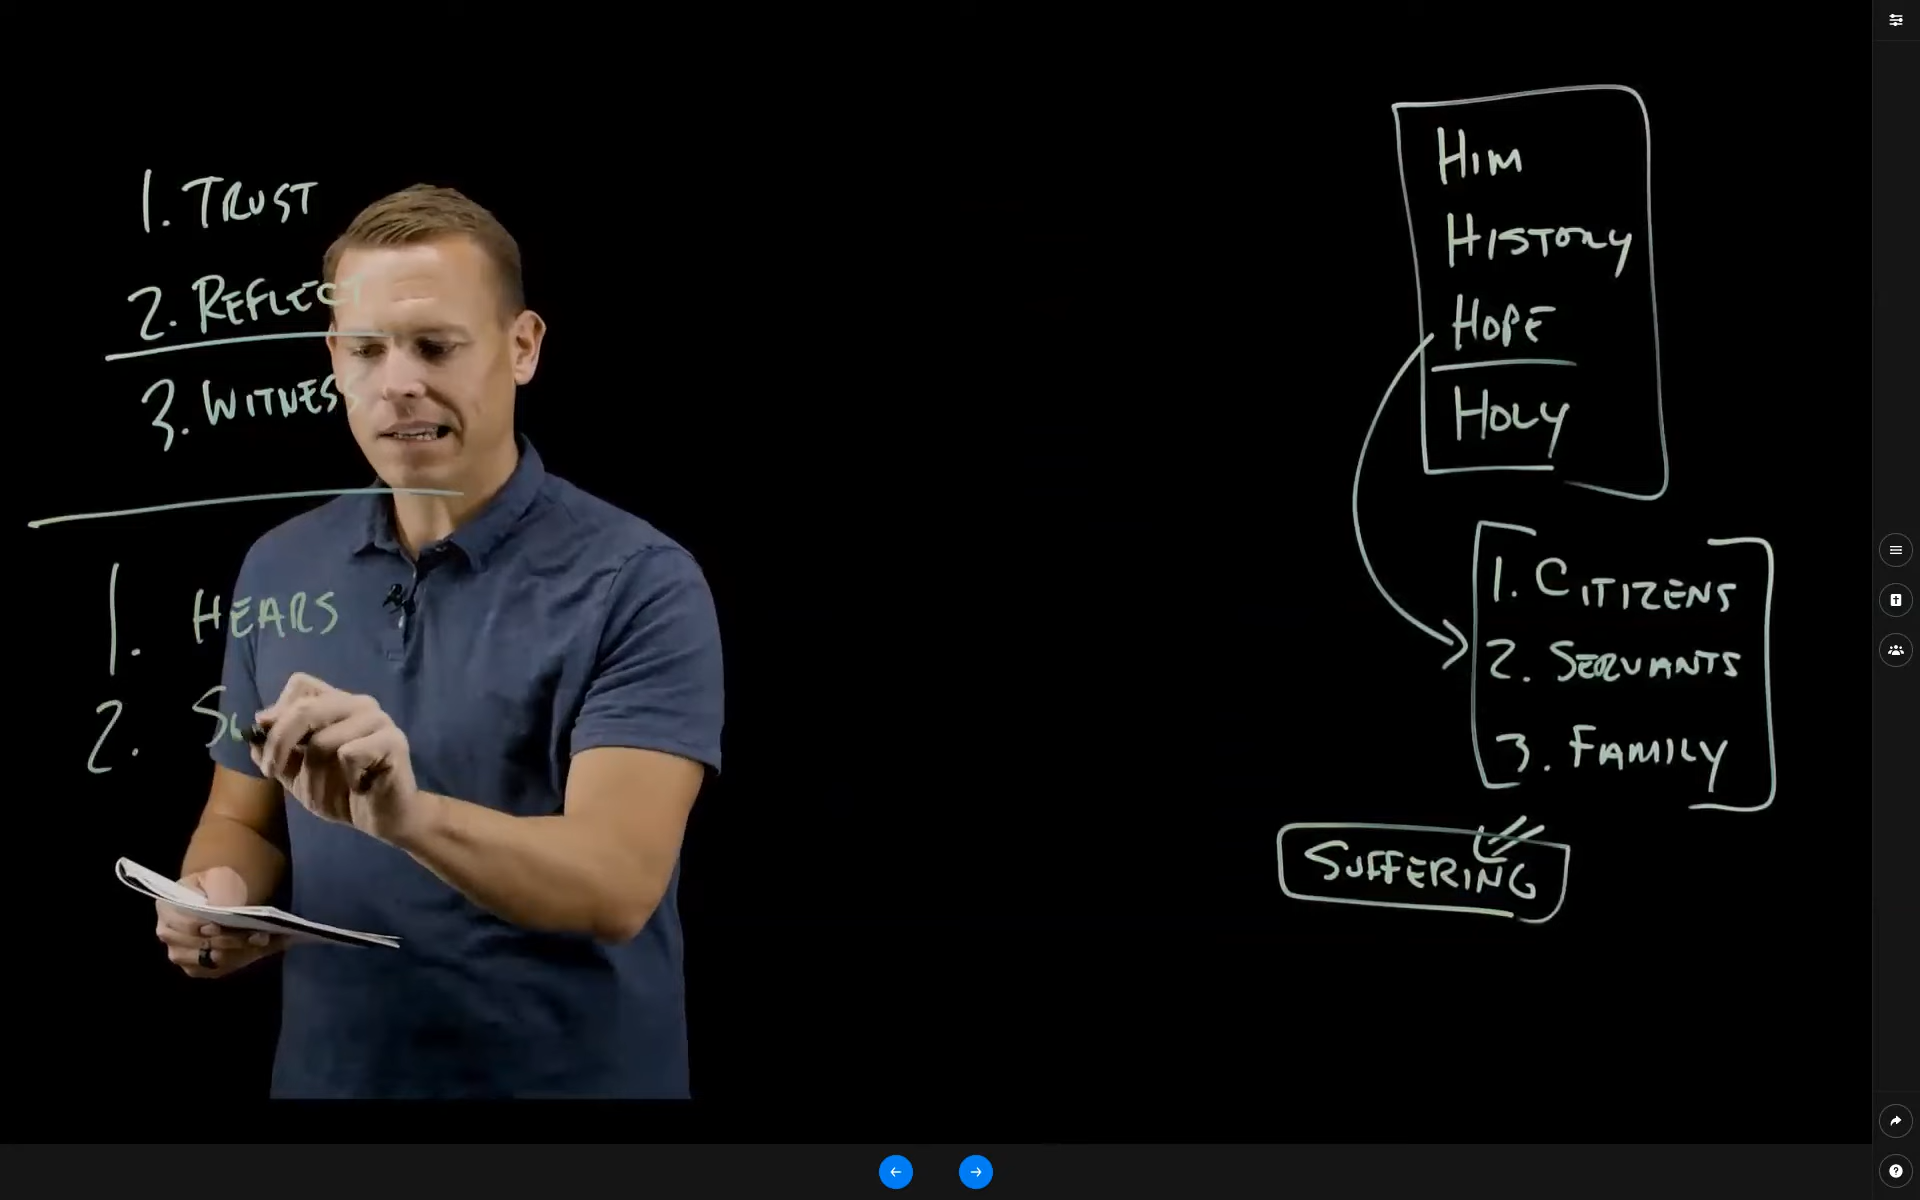 1. TRUST
2. REFLECT
3. WITNESS
1. HEARS
2.
HIM
HISTORY
HOPE
HOLY
1. CITIZENS
2. SERVANTS
3. FAMILY
SUFFERING